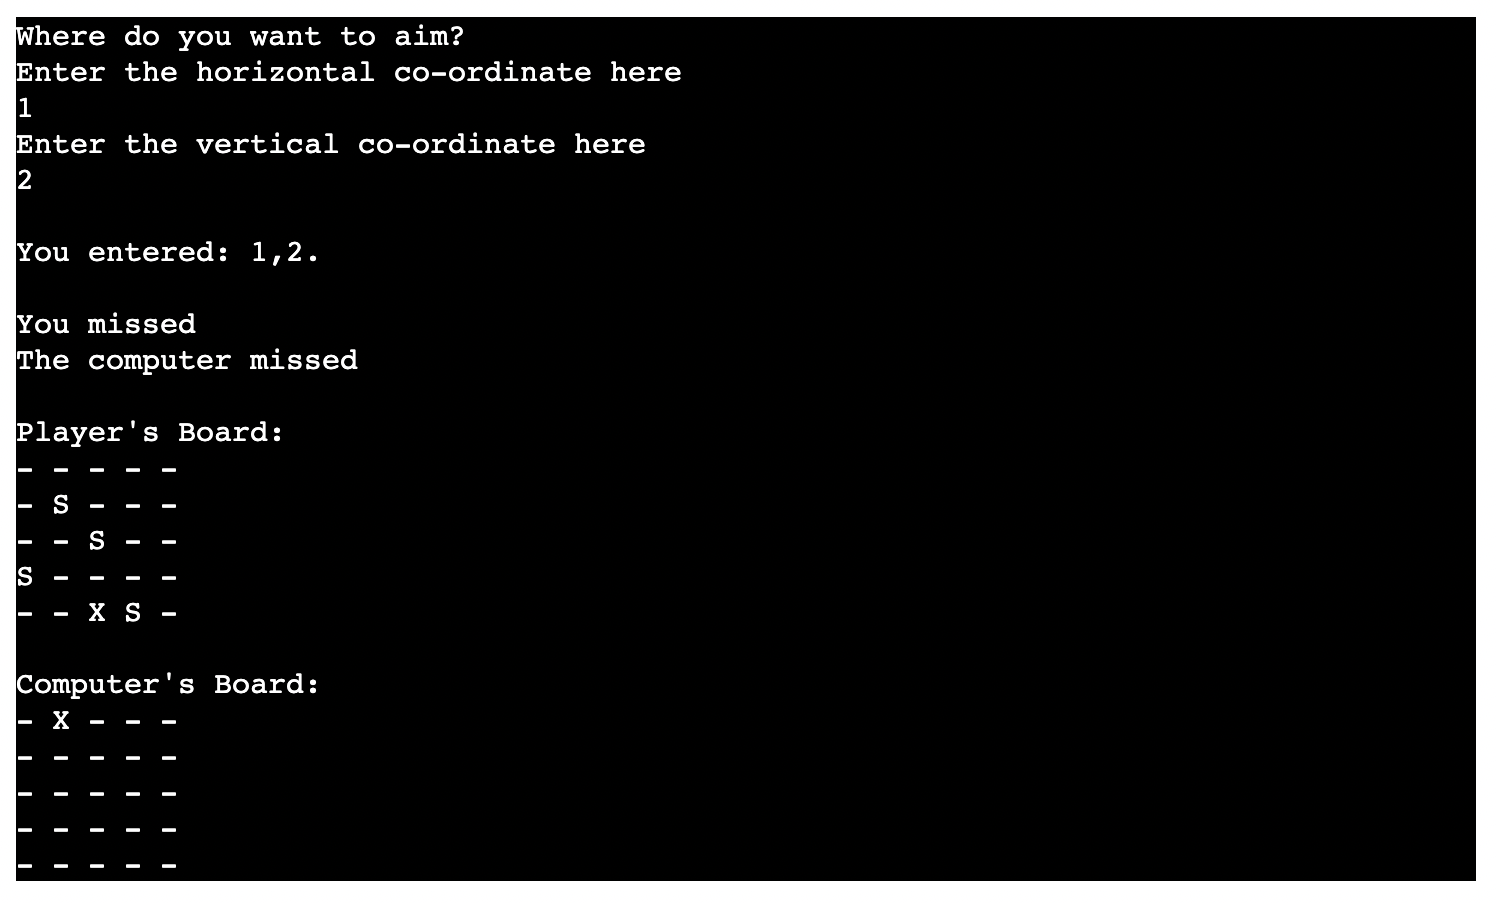 Where do you want to aim?
Enter the horizontal co-ordinate here
1
Enter the vertical co-ordinate here
2
You entered: 1,2.
You missed
The computer missed
Player's Board:
- - - - -
- S - - -
- - S - -
S - - - -
- - X S -
Computer's Board:
- X - - -
- - - - -
- - - - -
- - - - -
- - - - -